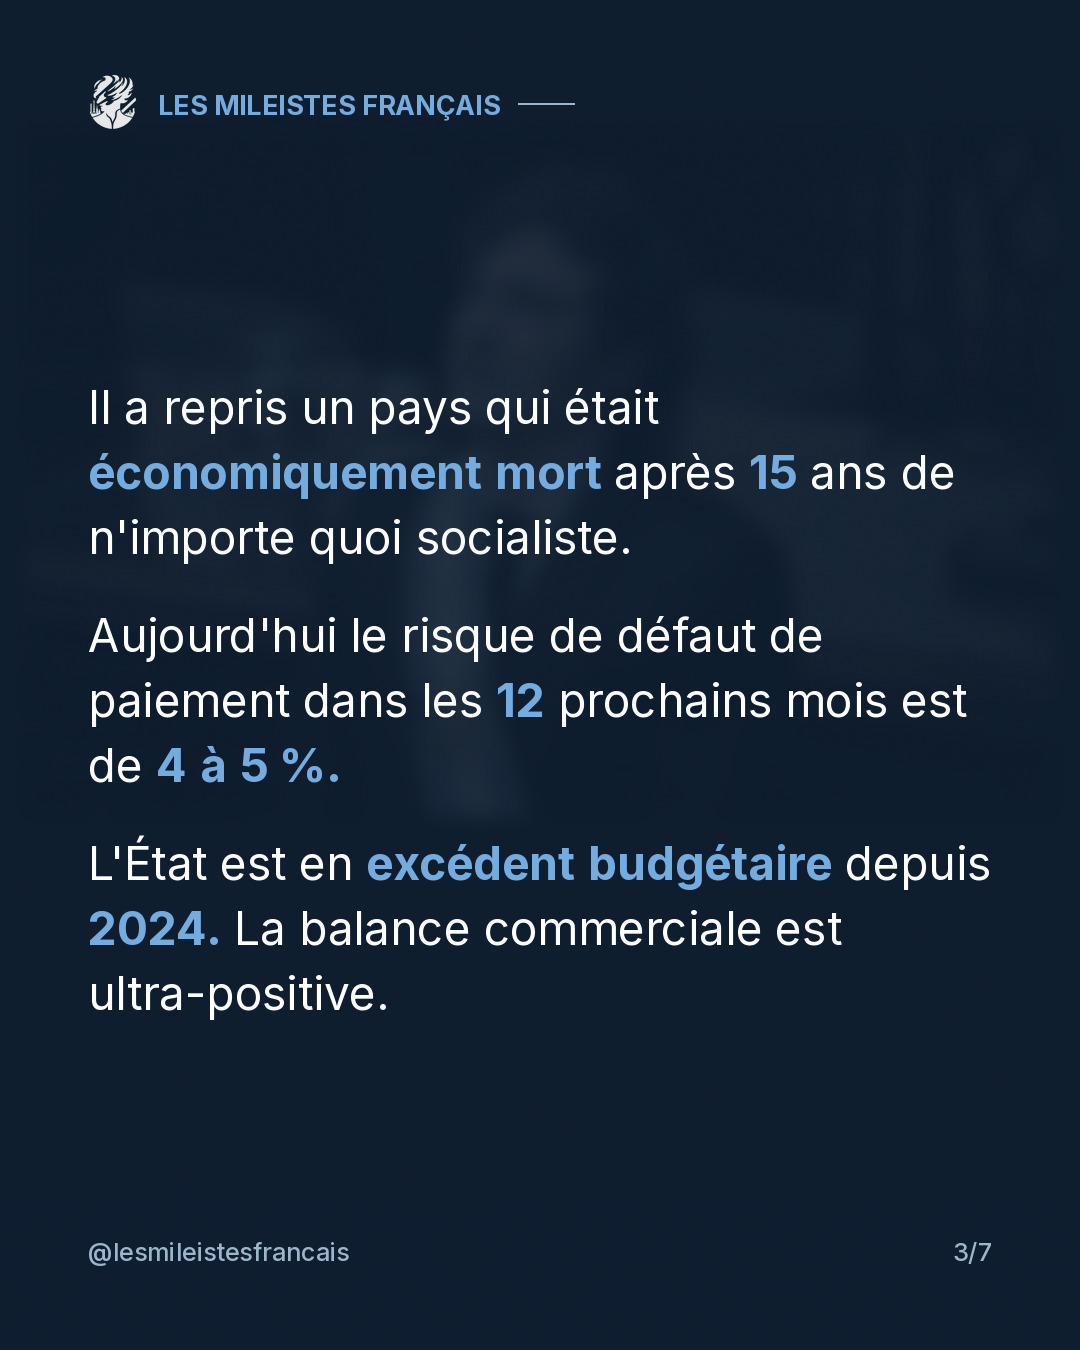 LES MILEISTES FRANÇAIS
Il a repris un pays qui était
économiquement mort après 15 ans de
n'importe quoi socialiste.
Aujourd'hui le risque de défaut de
paiement dans les 12 prochains mois est
de 4 à 5 %.
L'État est en excédent budgétaire depuis
2024. La balance commerciale est
ultra-positive.
@lesmileistesfrancais
3/7